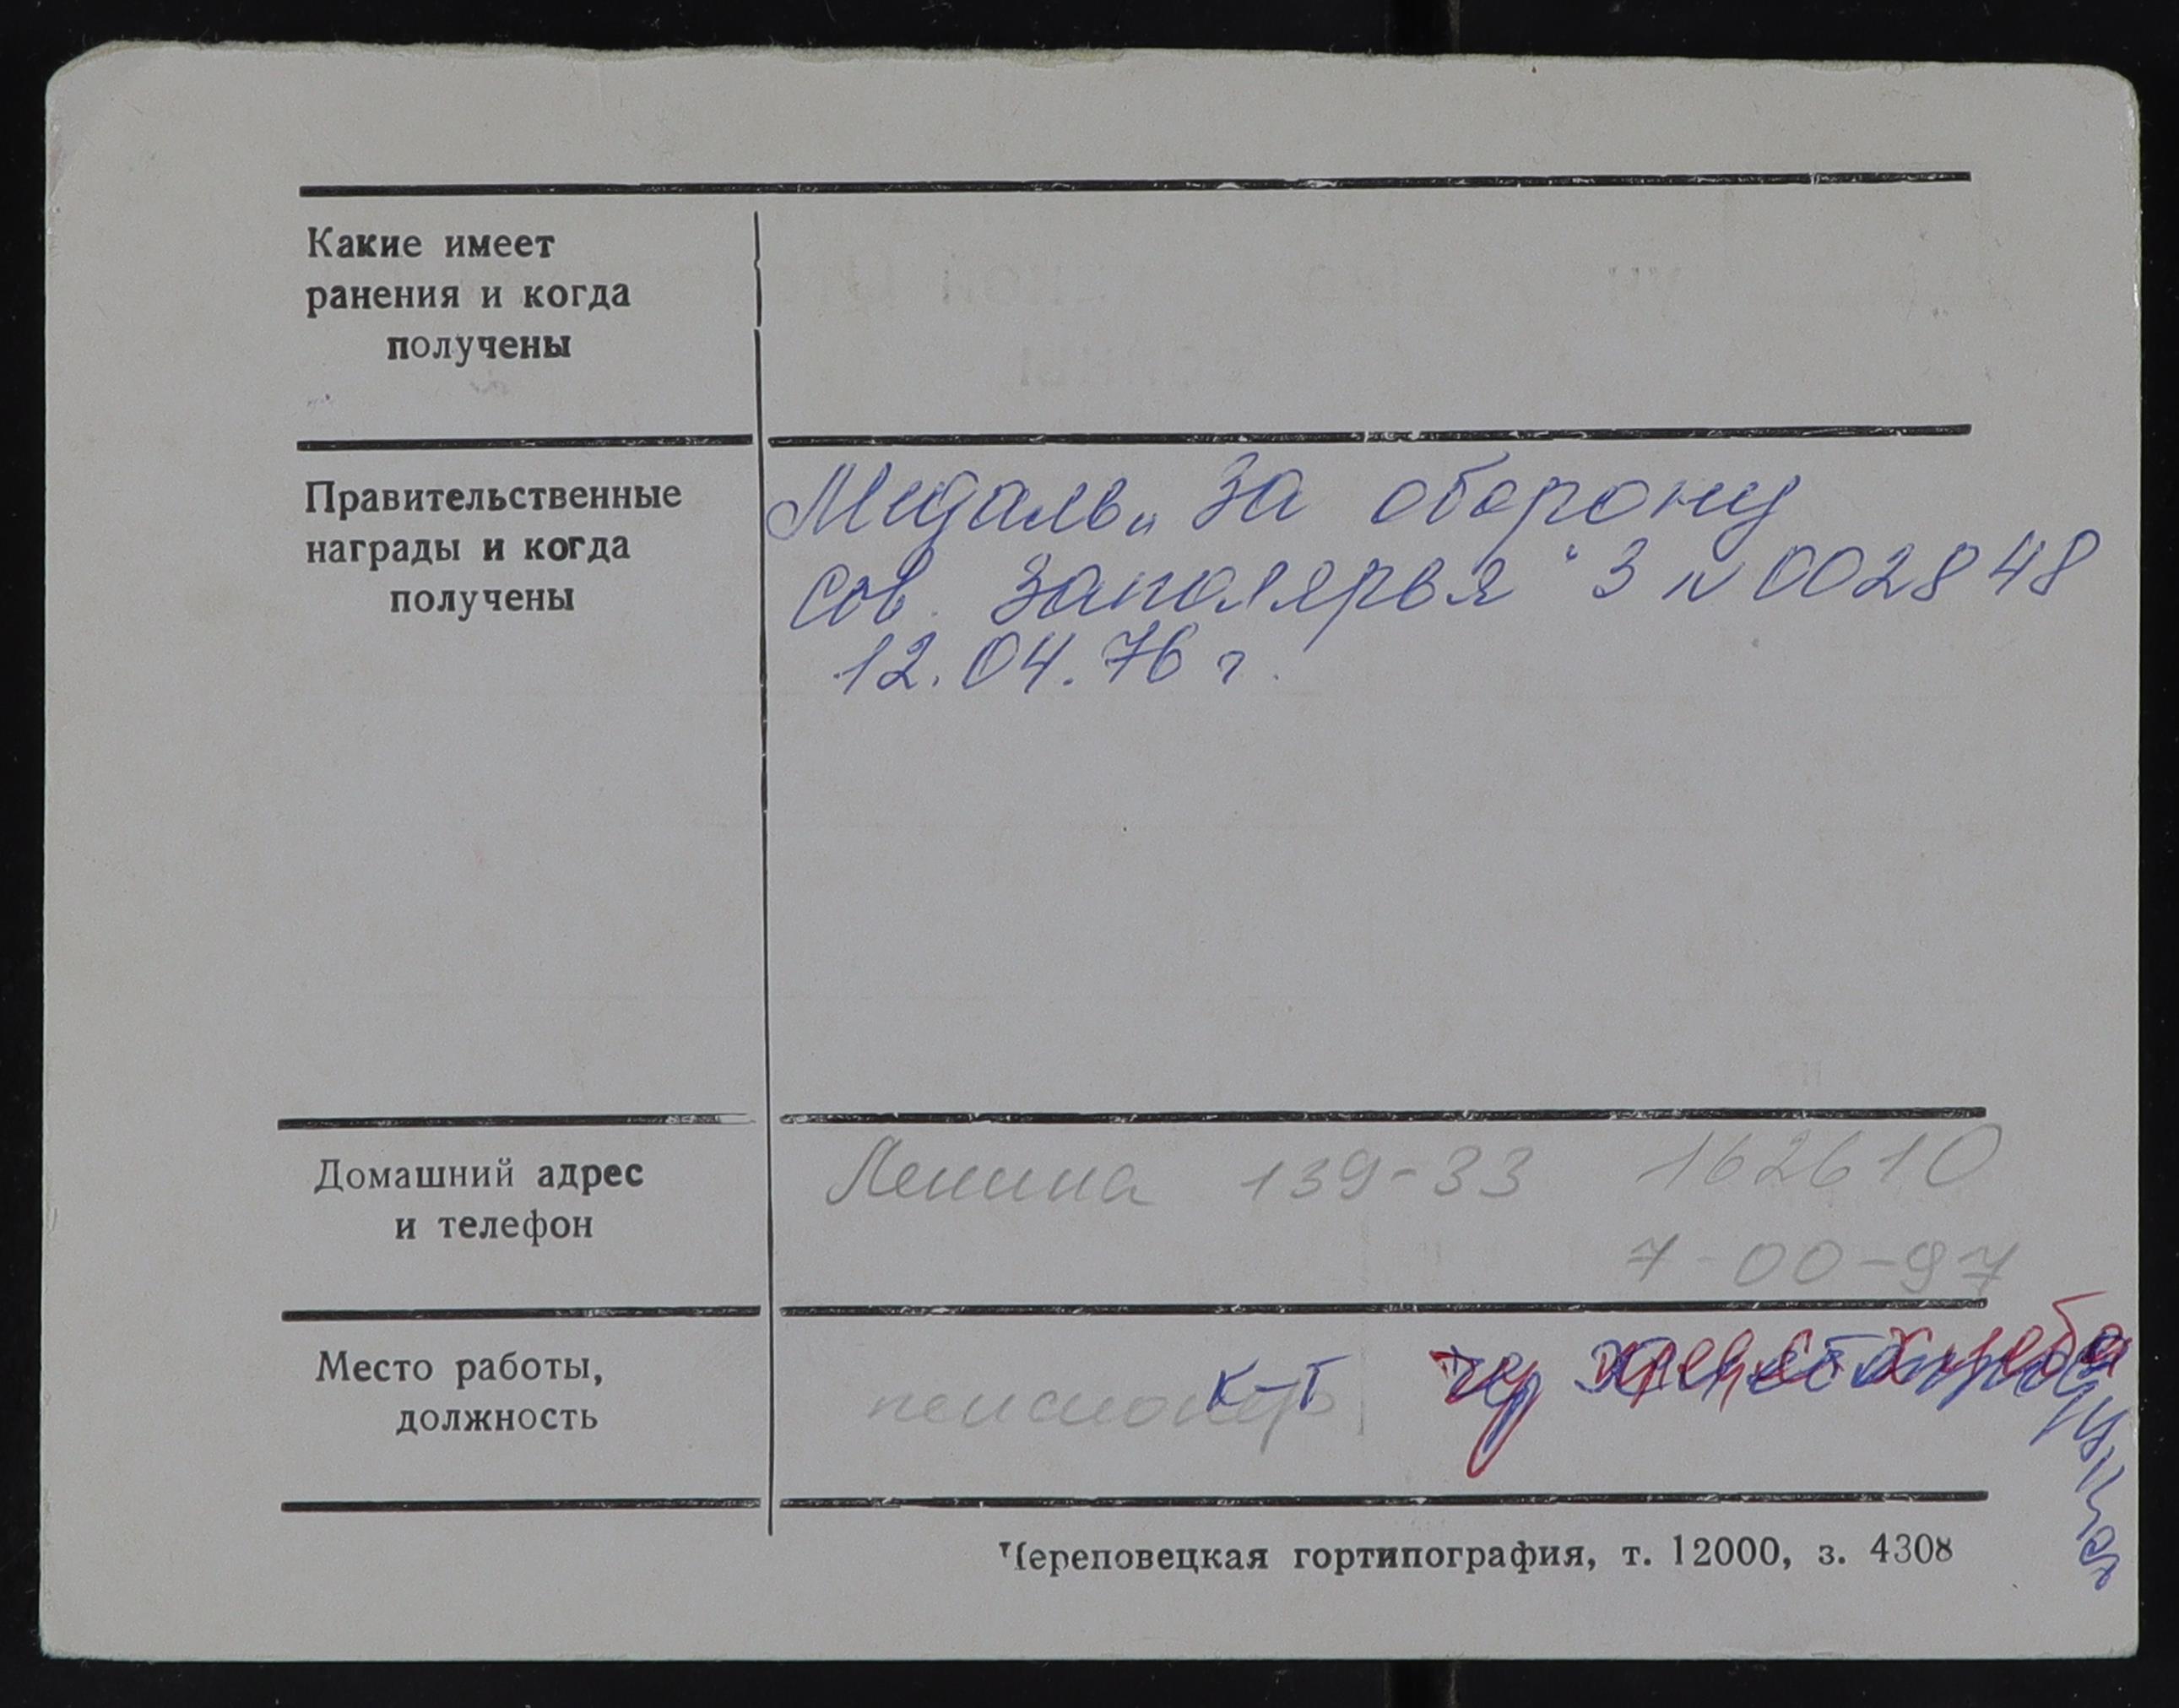 Какие имеет
ранения и когда
получены
Правительственные
награды и когда
получены
Медаль „За оборону
Сов. Заполярья“ З № 002848
12.04.76 г.
Домашний адрес
и телефон
Ленина 139-33 162610
7-00-97
Место работы,
должность
пенсионер К-т
Череповецкая гортипография, т. 12000, з. 4308